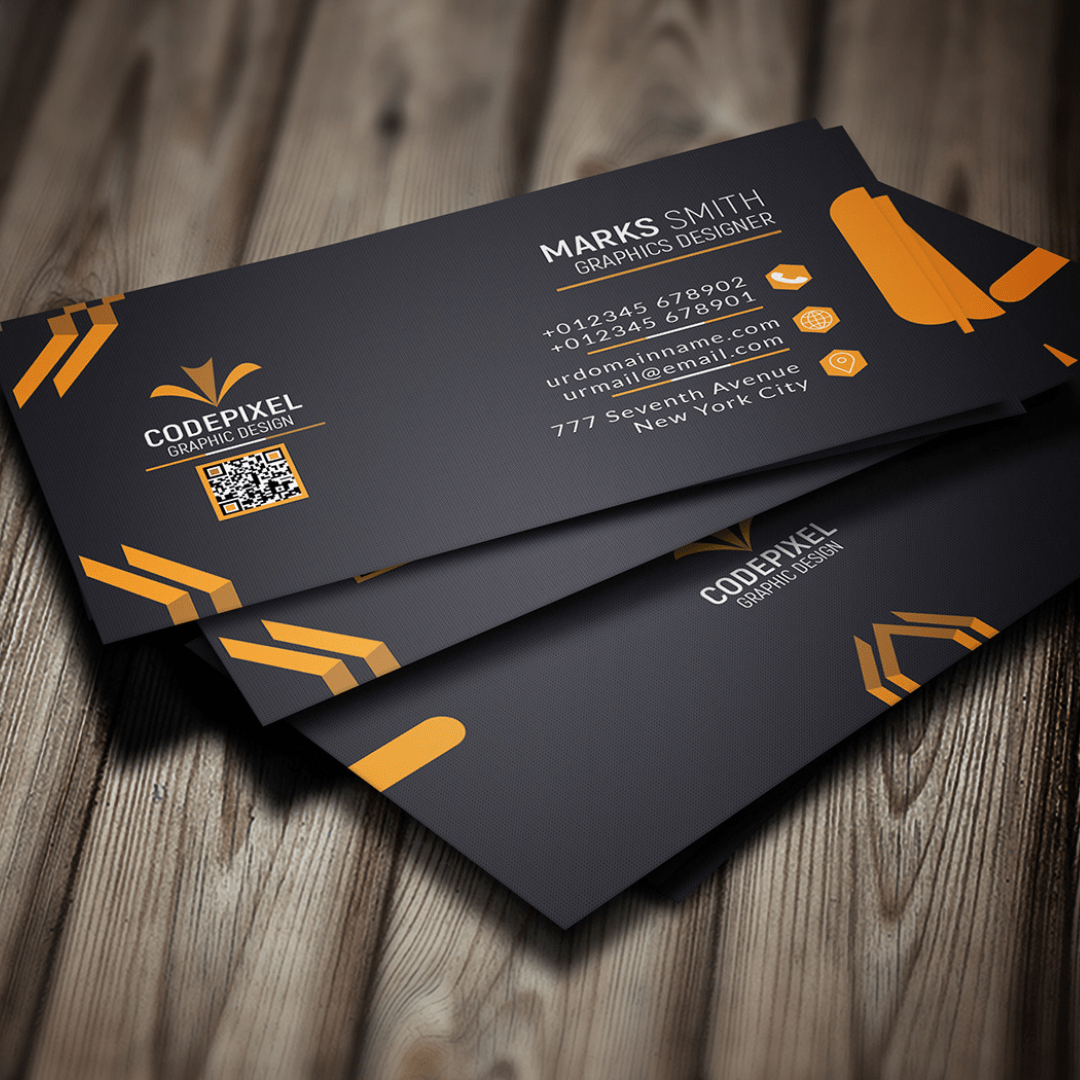 MARKS SMITH
GRAPHICS DESIGNER
+012345 678902
+012345 678901
urdomainname.com
urmail@email.com
777 Seventh Avenue
New York City
CODEPIXEL
GRAPHIC DESIGN
CODEPIXEL
GRAPHIC DESIGN